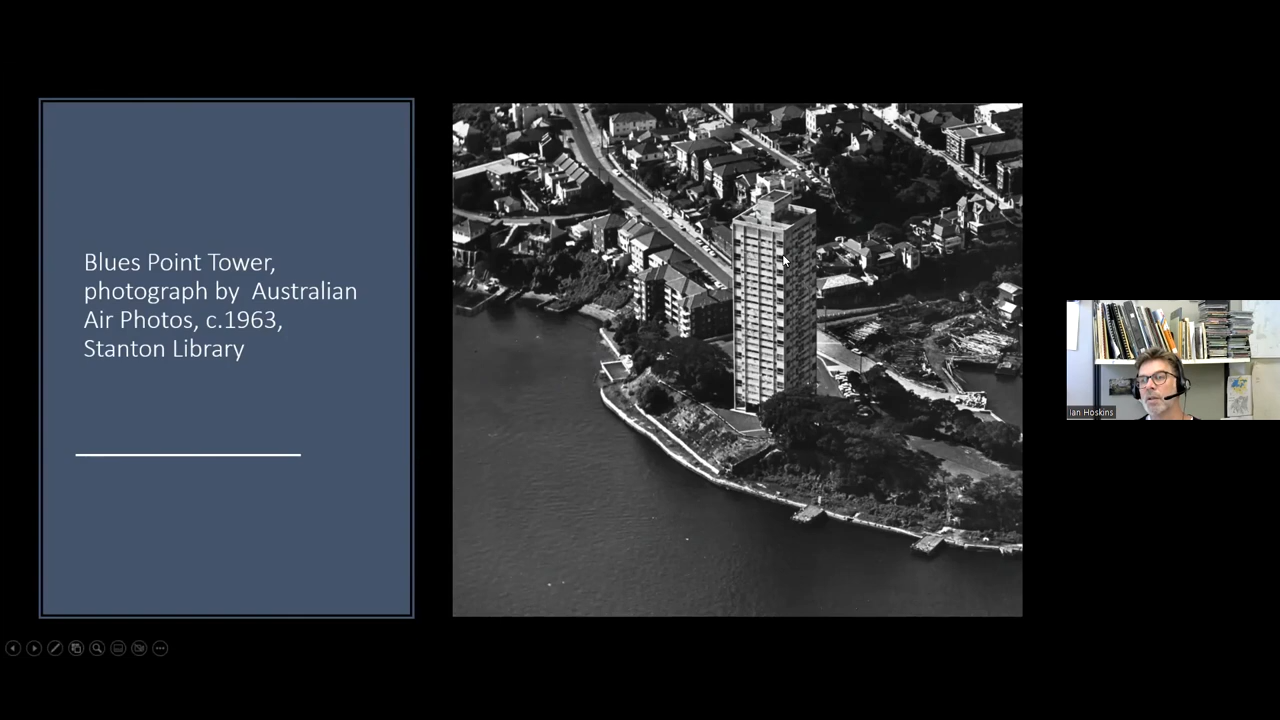 Blues Point Tower,
photograph by  Australian
Air Photos, c.1963,
Stanton Library
ian Hoskins